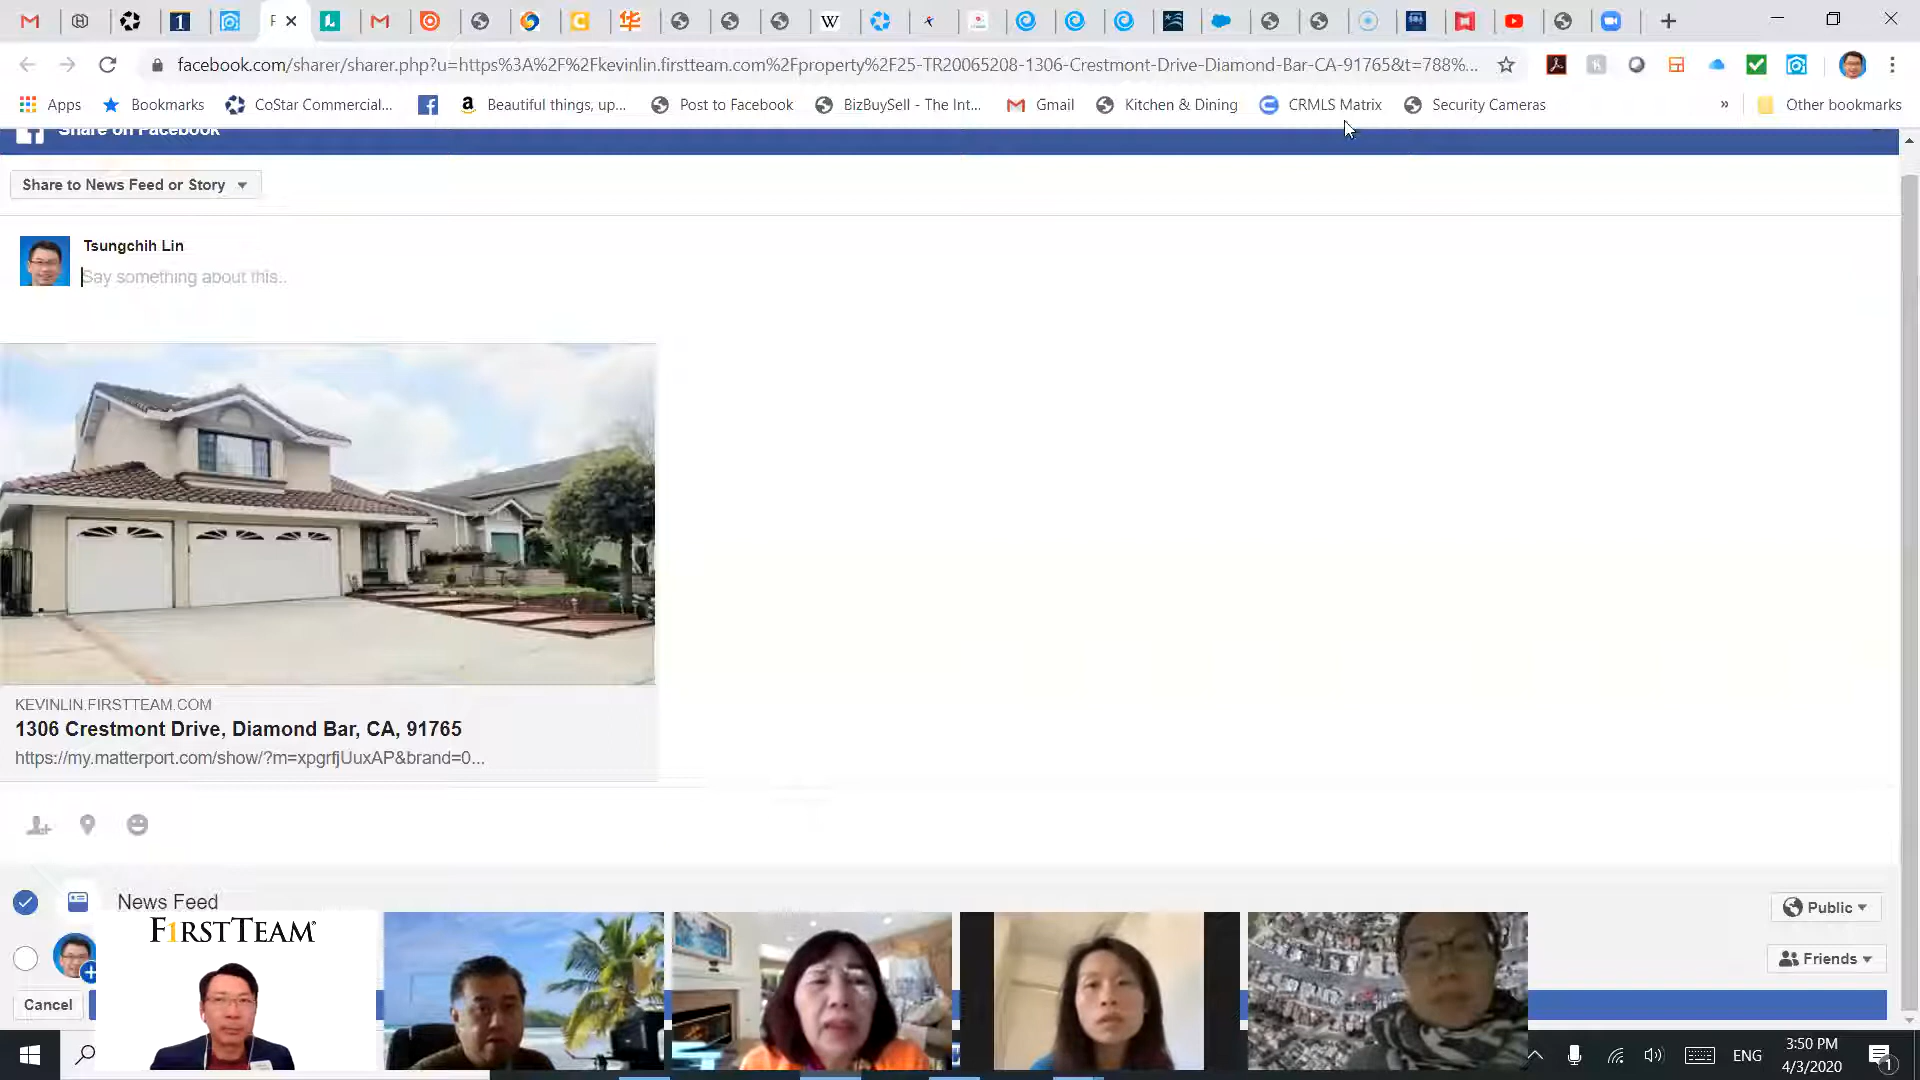 F
facebook.com/sharer/sharer.php?u=https%3A%2F%2Fkevinlin.firstteam.com%2Fproperty%2F25-TR20065208-1306-Crestmont-Drive-Diamond-Bar-CA-91765&t=788%...
Apps Bookmarks CoStar Commercial... Beautiful things, up... Post to Facebook BizBuySell - The Int... Gmail Kitchen & Dining CRMLS Matrix Security Cameras » Other bookmarks
Share on Facebook
Share to News Feed or Story
Tsungchih Lin
Say something about this..
KEVINLIN.FIRSTTEAM.COM
1306 Crestmont Drive, Diamond Bar, CA, 91765
https://my.matterport.com/show/?m=xpgrfjUuxAP&brand=0...
News Feed
Public
FIRSTTEAM®
Friends
Cancel
ENG
3:50 PM
4/3/2020
1